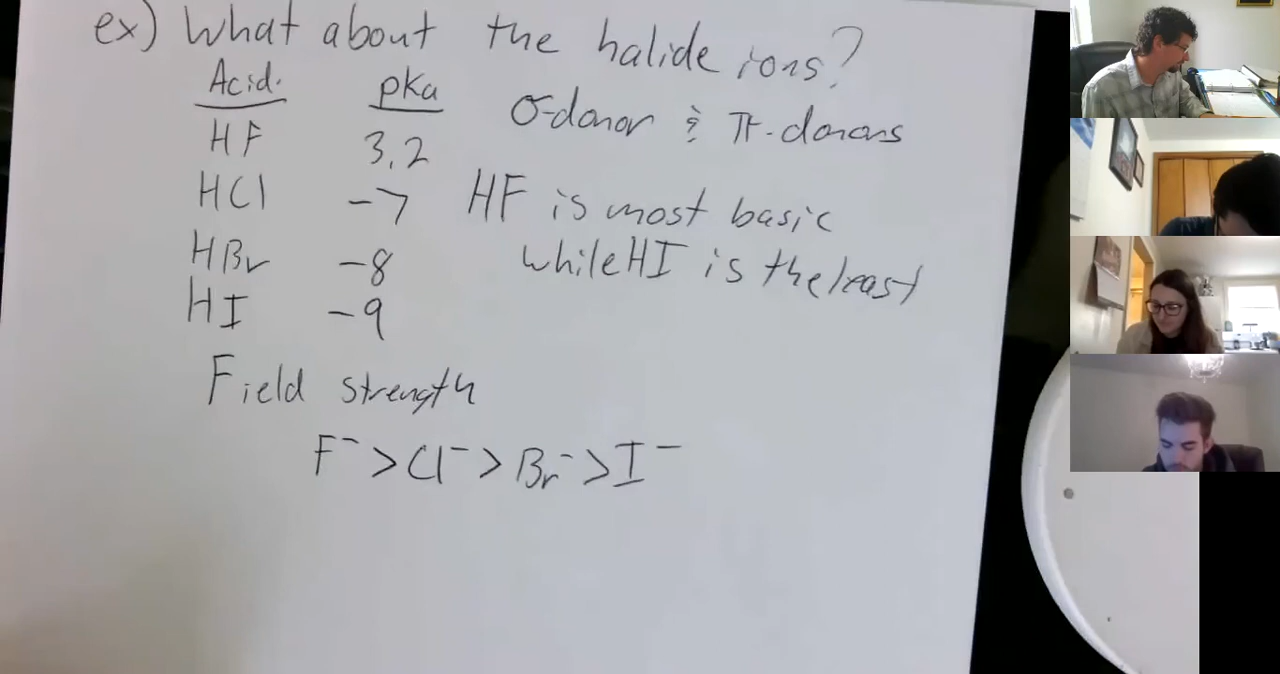 ex) What about the halide ions?
Acid. pKa σ-donor & π-donors
HF 3.2
HCl -7 HF is most basic
HBr -8 while HI is the least
HI -9
Field strength
F⁻ > Cl⁻ > Br⁻ > I⁻